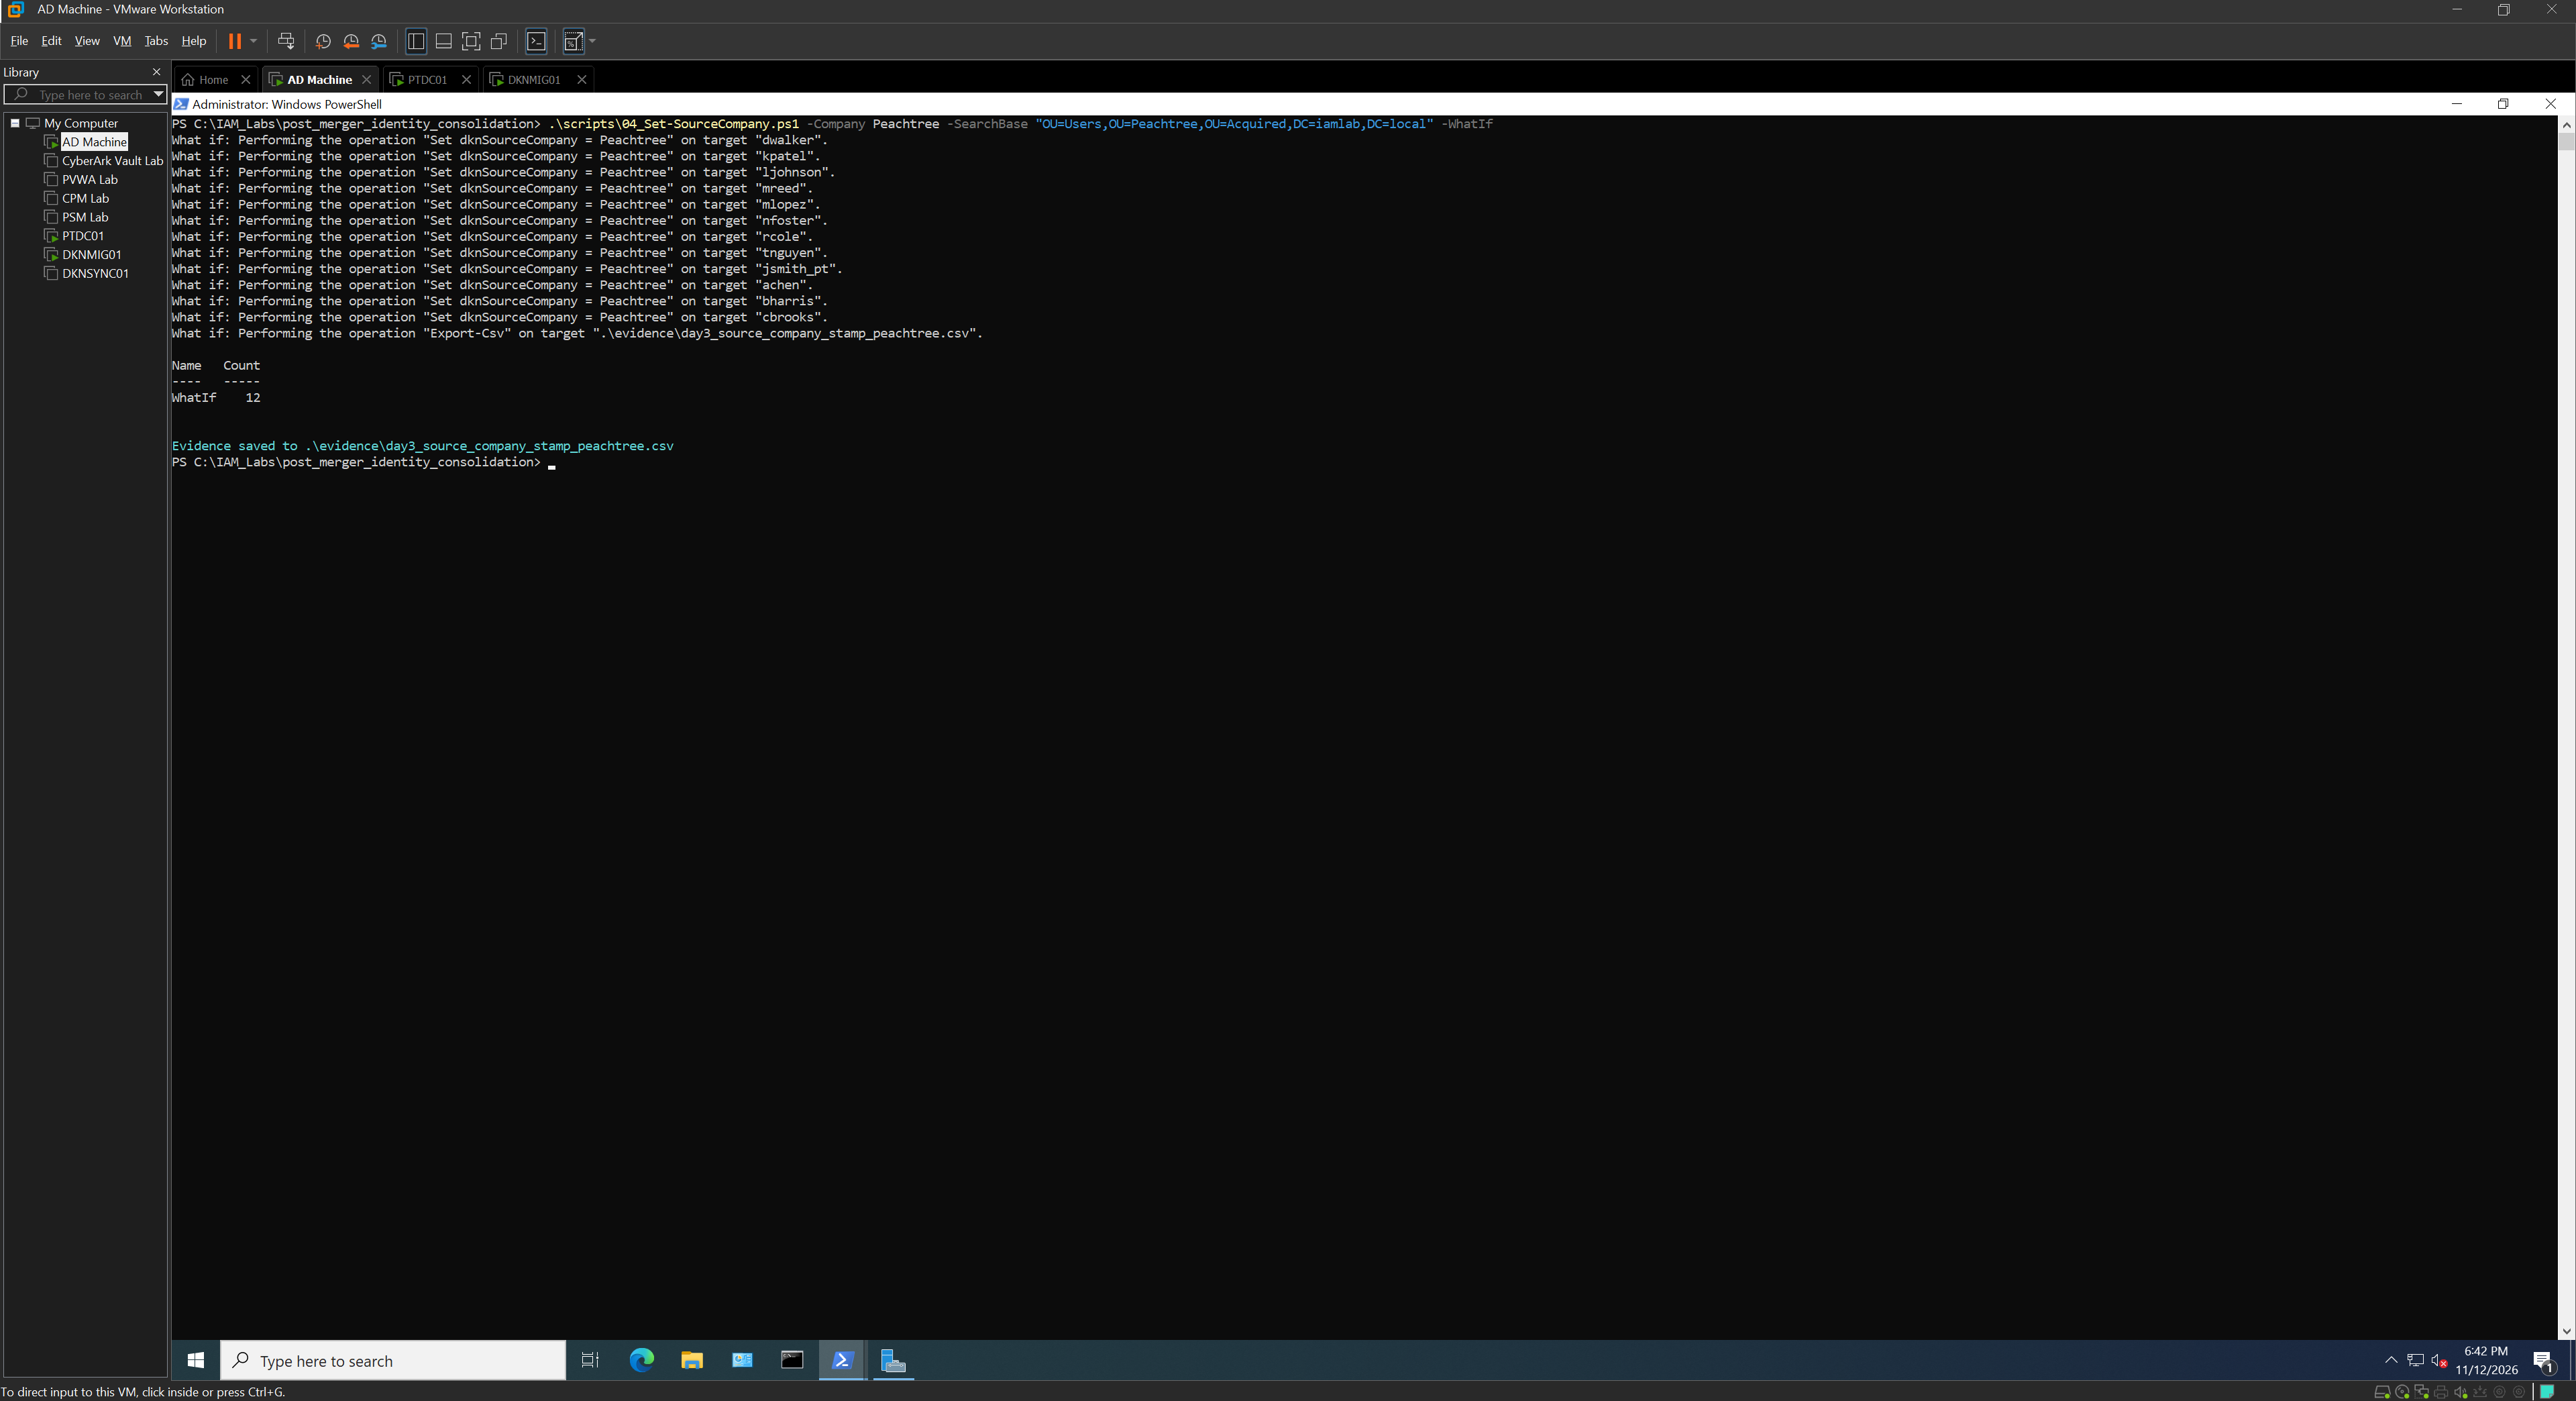 AD Machine - VMware Workstation
File Edit View VM Tabs Help
Library
Type here to search
My Computer
AD Machine
CyberArk Vault Lab
PVWA Lab
CPM Lab
PSM Lab
PTDC01
DKNMIG01
DKNSYNC01
Home AD Machine PTDC01 DKNMIG01
Administrator: Windows PowerShell
PS C:\IAM_Labs\post_merger_identity_consolidation> .\scripts\04_Set-SourceCompany.ps1 -Company Peachtree -SearchBase "OU=Users,OU=Peachtree,OU=Acquired,DC=iamlab,DC=local" -WhatIf
What if: Performing the operation "Set dknSourceCompany = Peachtree" on target "dwalker".
What if: Performing the operation "Set dknSourceCompany = Peachtree" on target "kpatel".
What if: Performing the operation "Set dknSourceCompany = Peachtree" on target "ljohnson".
What if: Performing the operation "Set dknSourceCompany = Peachtree" on target "mreed".
What if: Performing the operation "Set dknSourceCompany = Peachtree" on target "mlopez".
What if: Performing the operation "Set dknSourceCompany = Peachtree" on target "nfoster".
What if: Performing the operation "Set dknSourceCompany = Peachtree" on target "rcole".
What if: Performing the operation "Set dknSourceCompany = Peachtree" on target "tnguyen".
What if: Performing the operation "Set dknSourceCompany = Peachtree" on target "jsmith_pt".
What if: Performing the operation "Set dknSourceCompany = Peachtree" on target "achen".
What if: Performing the operation "Set dknSourceCompany = Peachtree" on target "bharris".
What if: Performing the operation "Set dknSourceCompany = Peachtree" on target "cbrooks".
What if: Performing the operation "Export-Csv" on target ".\evidence\day3_source_company_stamp_peachtree.csv".
Name Count
---- -----
WhatIf 12
Evidence saved to .\evidence\day3_source_company_stamp_peachtree.csv
PS C:\IAM_Labs\post_merger_identity_consolidation>
Type here to search
6:42 PM
11/12/2026
1
To direct input to this VM, click inside or press Ctrl+G.